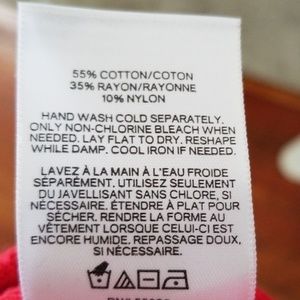 55% COTTON/COTON
35% RAYON/RAYONNE
10% NYLON
HAND WASH COLD SEPARATELY.
ONLY NON-CHLORINE BLEACH WHEN
NEEDED. LAY FLAT TO DRY. RESHAPE
WHILE DAMP. COOL IRON IF NEEDED.
LAVEZ À LA MAIN À L'EAU FROIDE
SÉPARÉMENT. UTILISEZ SEULEMENT
DU JAVELLISANT SANS CHLORE, SI
NÉCESSAIRE. ÉTENDRE À PLAT POUR
SÉCHER. RENDRE LA FORME AU
VÊTEMENT LORSQUE CELUI-CI EST
ENCORE HUMIDE. REPASSAGE DOUX,
SI NÉCESSAIRE.